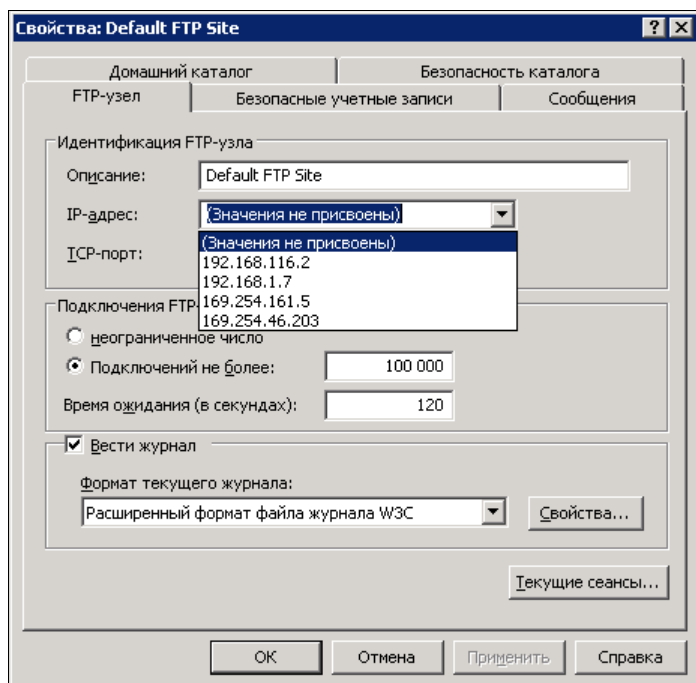 Свойства: Default FTP Site
Домашний каталог
Безопасность каталога
FTP-узел
Безопасные учетные записи
Сообщения
Идентификация FTP-узла
Описание:
Default FTP Site
IP-адрес:
(Значения не присвоены)
(Значения не присвоены)
192.168.116.2
192.168.1.7
169.254.161.5
169.254.46.203
TCP-порт:
Подключения FTP-
неограниченное число
Подключений не более:
100 000
Время ожидания (в секундах):
120
Вести журнал
Формат текущего журнала:
Расширенный формат файла журнала W3C
Свойства...
Текущие сеансы...
ОК
Отмена
Применить
Справка